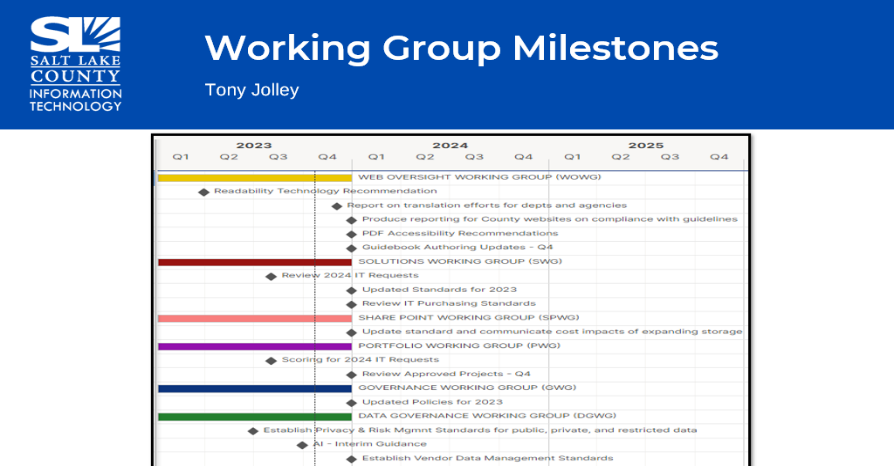 SL
SALT LAKE
COUNTY
INFORMATION
TECHNOLOGY
Working Group Milestones
Tony Jolley
2023 2024 2025
Q1 Q2 Q3 Q4 Q1 Q2 Q3 Q4 Q1 Q2 Q3 Q4
WEB OVERSIGHT WORKING GROUP (WOWG)
Readability Technology Recommendation
Report on translation efforts for depts and agencies
Produce reporting for County websites on compliance with guidelines
PDF Accessibility Recommendations
Guidebook Authoring Updates - Q4
SOLUTIONS WORKING GROUP (SWG)
Review 2024 IT Requests
Updated Standards for 2023
Review IT Purchasing Standards
SHARE POINT WORKING GROUP (SPWG)
Update standard and communicate cost impacts of expanding storage
PORTFOLIO WORKING GROUP (PWG)
Scoring for 2024 IT Requests
Review Approved Projects - Q4
GOVERNANCE WORKING GROUP (GWG)
Updated Policies for 2023
DATA GOVERNANCE WORKING GROUP (DGWG)
Establish Privacy & Risk Mgmnt Standards for public, private, and restricted data
AI - Interim Guidance
Establish Vendor Data Management Standards